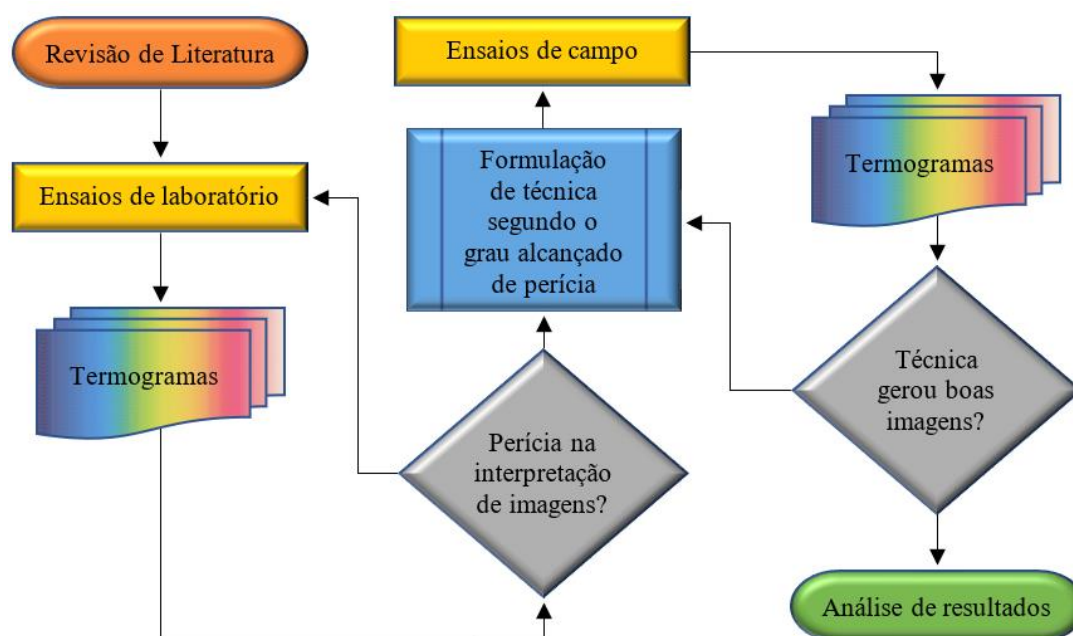 Revisão de Literatura
Ensaios de laboratório
Termogramas
Perícia na
interpretação
de imagens?
Formulação
de técnica
segundo o
grau alcançado
de perícia
Ensaios de campo
Termogramas
Técnica
gerou boas
imagens?
Análise de resultados